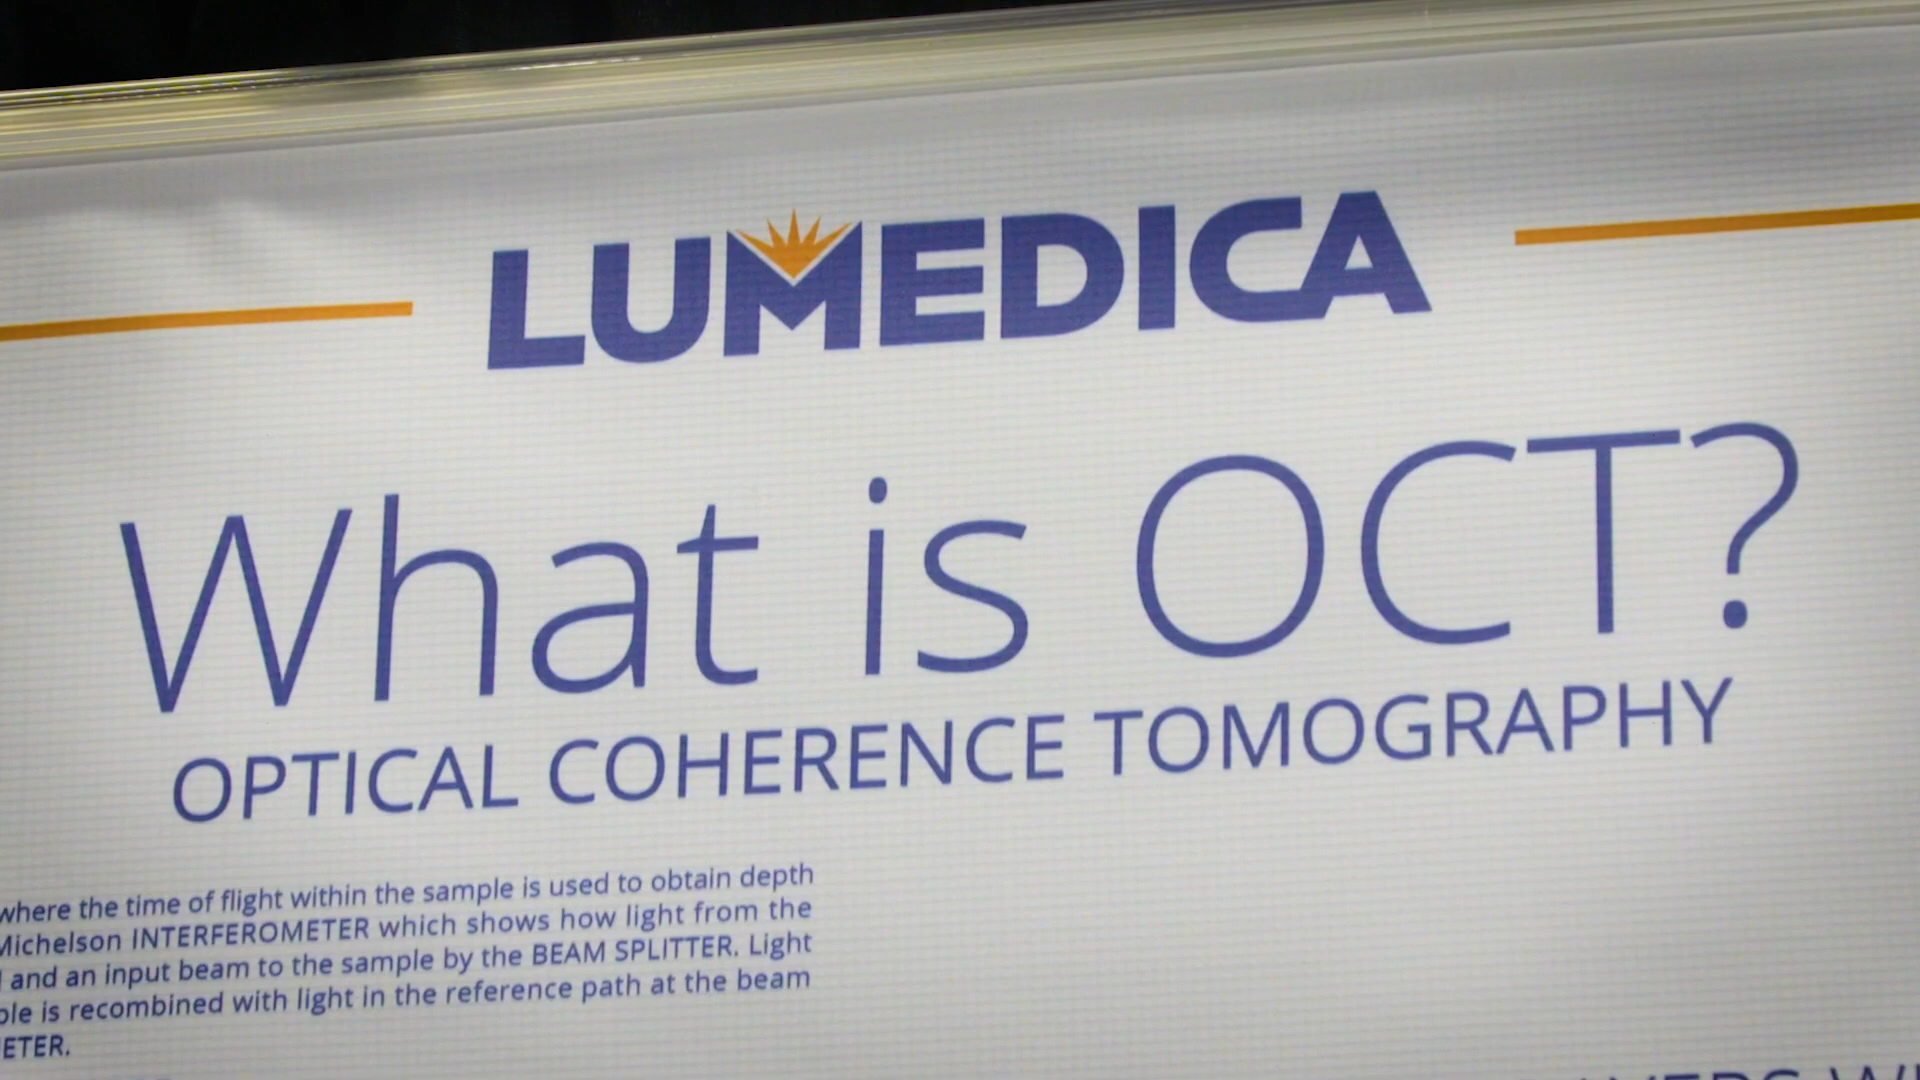 LUMEDICA
What is OCT?
OPTICAL COHERENCE TOMOGRAPHY
where the time of flight within the sample is used to obtain depth
Michelson INTERFEROMETER which shows how light from the
and an input beam to the sample by the BEAM SPLITTER. Light
is recombined with light in the reference path at the beam